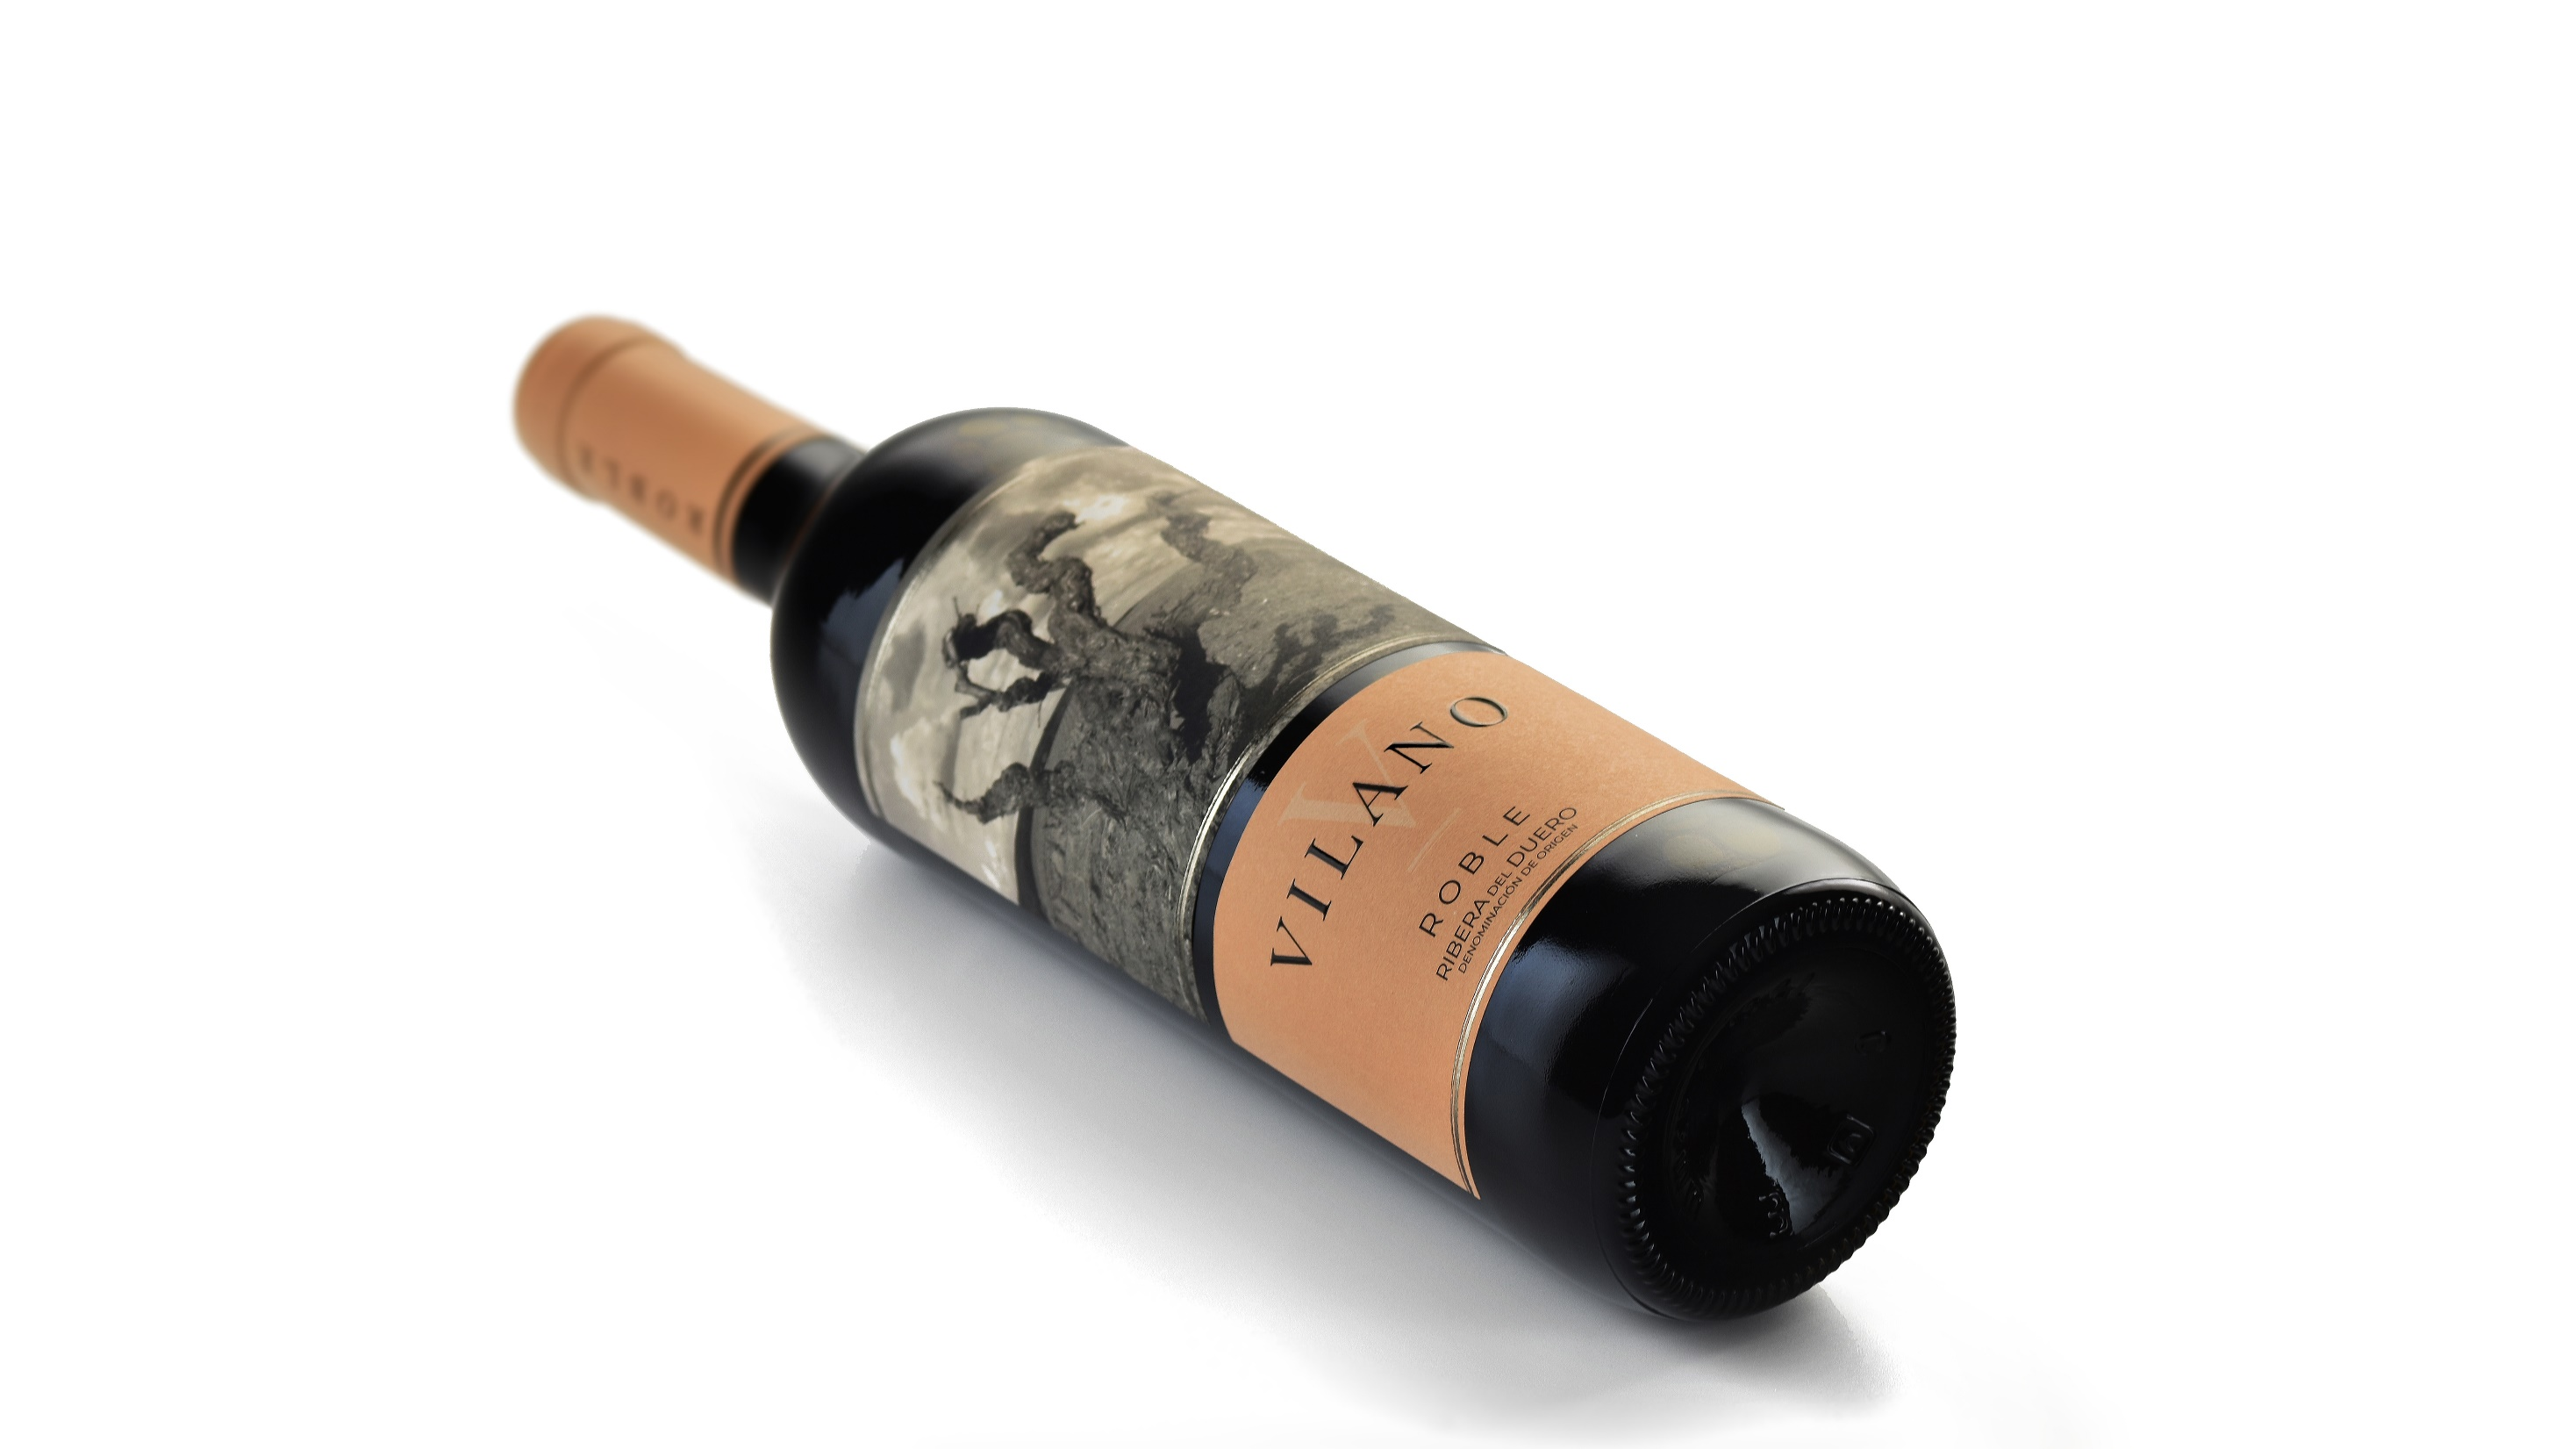 ROBLE
V
VILANO
ROBLE
RIBERA DEL DUERO
DENOMINACIÓN DE ORIGEN